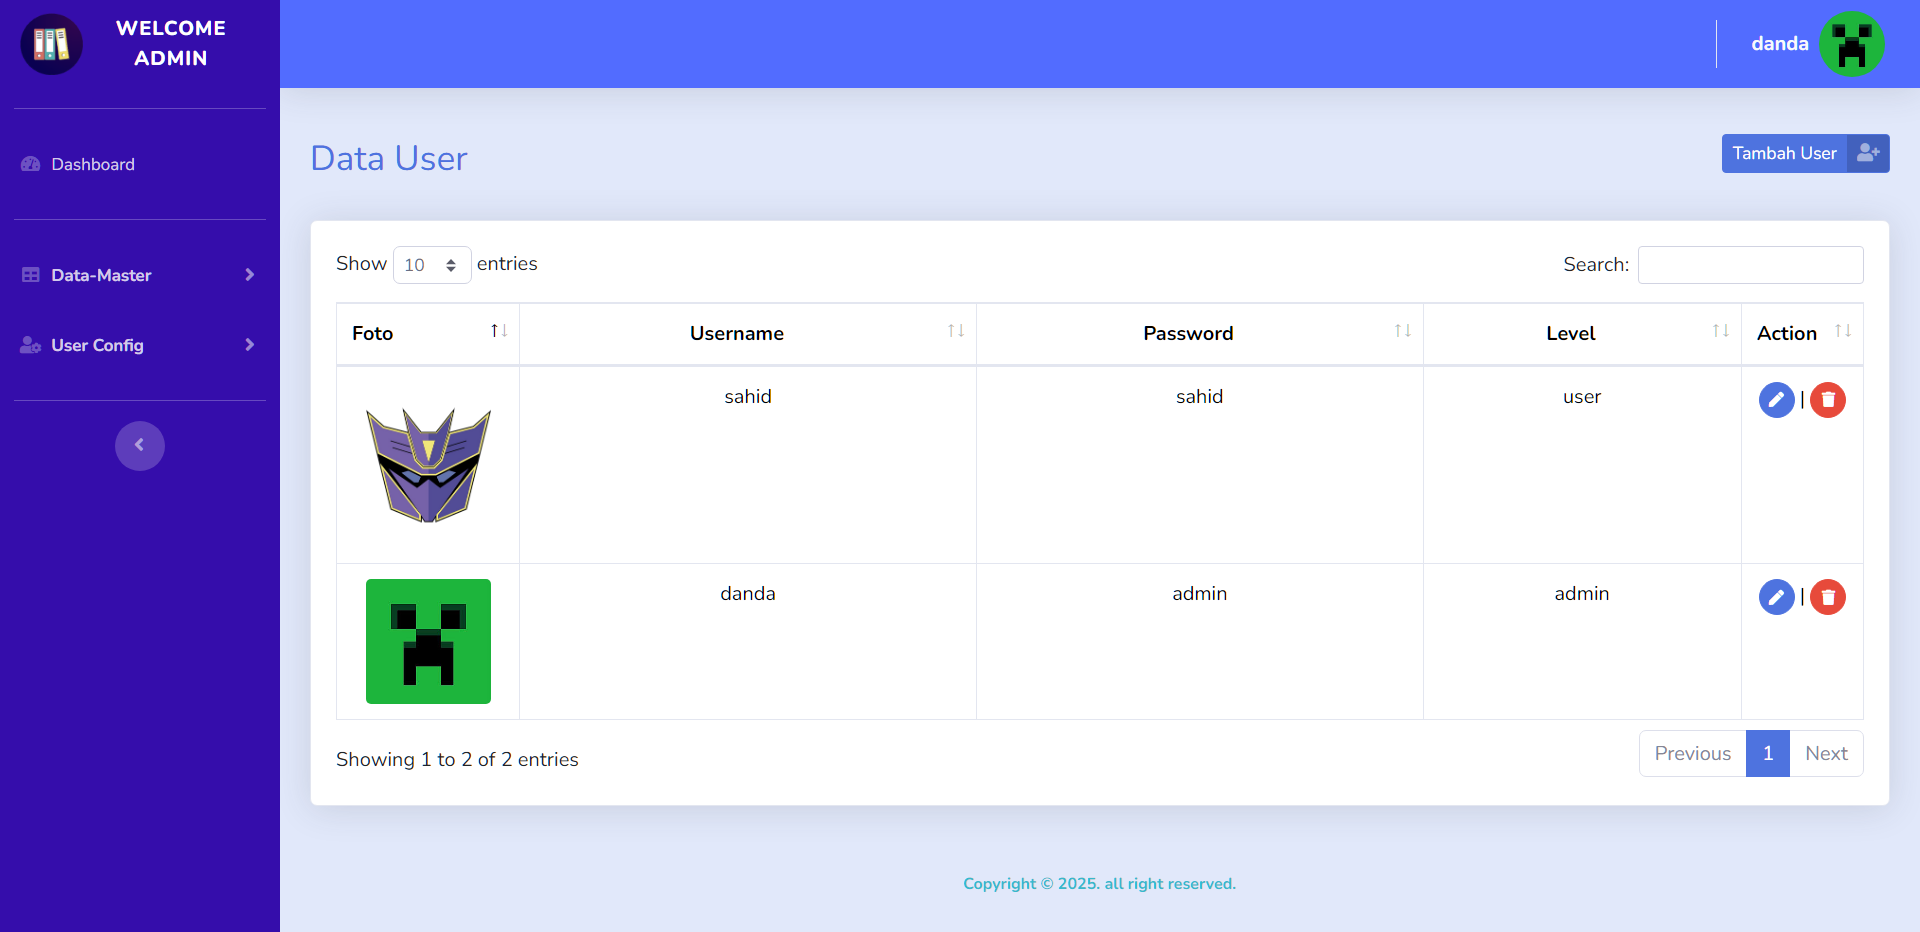 WELCOME
ADMIN
danda
Dashboard
Data User
Tambah User
Data-Master
User Config
Show 10 entries
Search:
Foto Username Password Level Action
sahid sahid user |
danda admin admin |
Showing 1 to 2 of 2 entries
Previous 1 Next
Copyright © 2025. all right reserved.